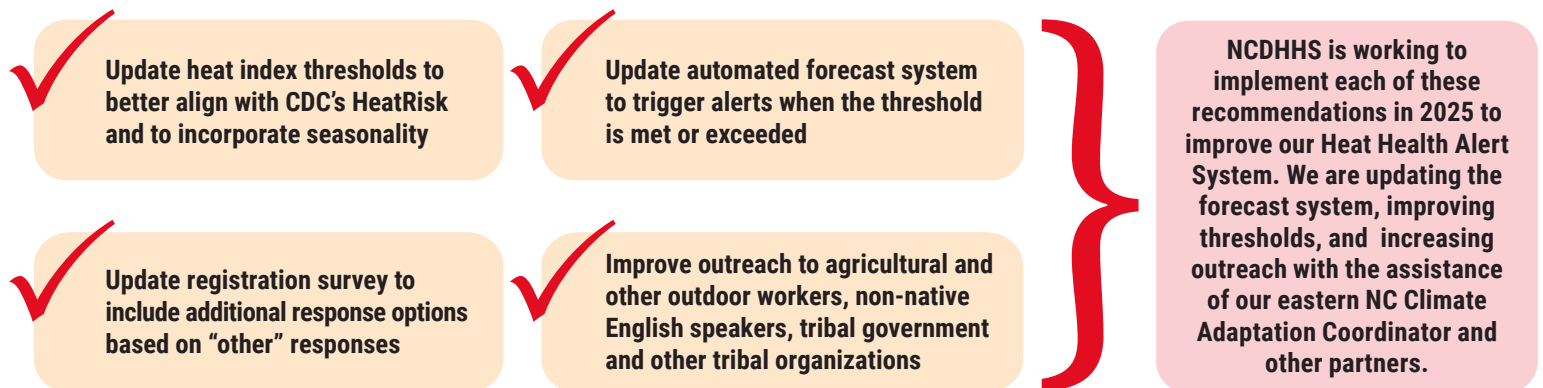 Update heat index thresholds to
better align with CDC's HeatRisk
and to incorporate seasonality
Update automated forecast system
to trigger alerts when the threshold
is met or exceeded
Update registration survey to
include additional response options
based on “other” responses
Improve outreach to agricultural and
other outdoor workers, non-native
English speakers, tribal government
and other tribal organizations
NCDHHS is working to
implement each of these
recommendations in 2025 to
improve our Heat Health Alert
System. We are updating the
forecast system, improving
thresholds, and increasing
outreach with the assistance
of our eastern NC Climate
Adaptation Coordinator and
other partners.